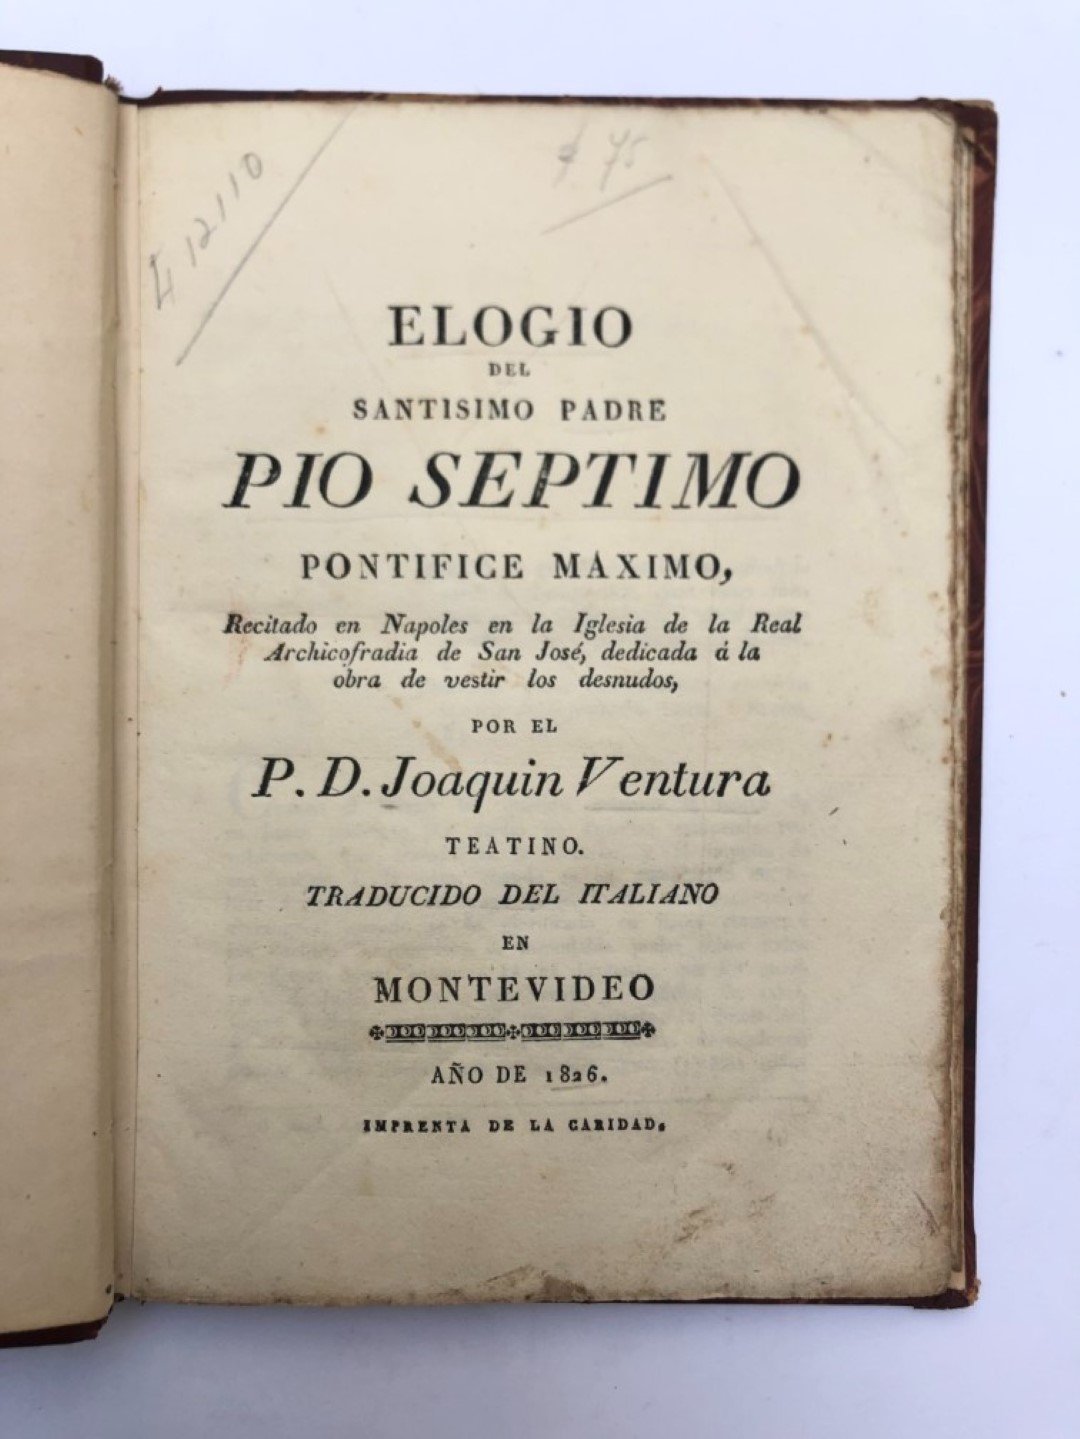 L 12110
$ 75
ELOGIO
DEL
SANTISIMO PADRE
PIO SEPTIMO
PONTIFICE MAXIMO,
Recitado en Napoles en la Iglesia de la Real
Archicofradia de San José, dedicada á la
obra de vestir los desnudos,
POR EL
P. D. Joaquin Ventura
TEATINO.
TRADUCIDO DEL ITALIANO
EN
MONTEVIDEO
AÑO DE 1826.
IMPRENTA DE LA CARIDAD.